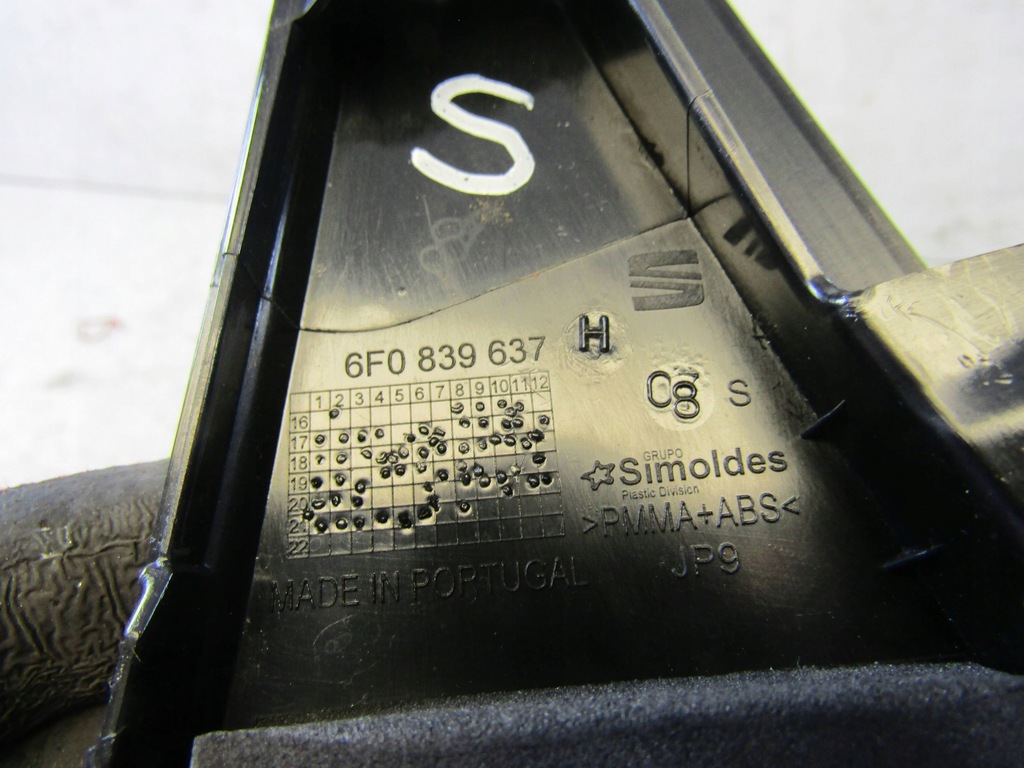 S
6F0 839 637 H
08 S
1 2 3 4 5 6 7 8 9 10 11 12
16
17
18
19
20
21
22
GRUPO
Simoldes
Plastic Division
>PMMA+ABS<
JP9
MADE IN PORTUGAL